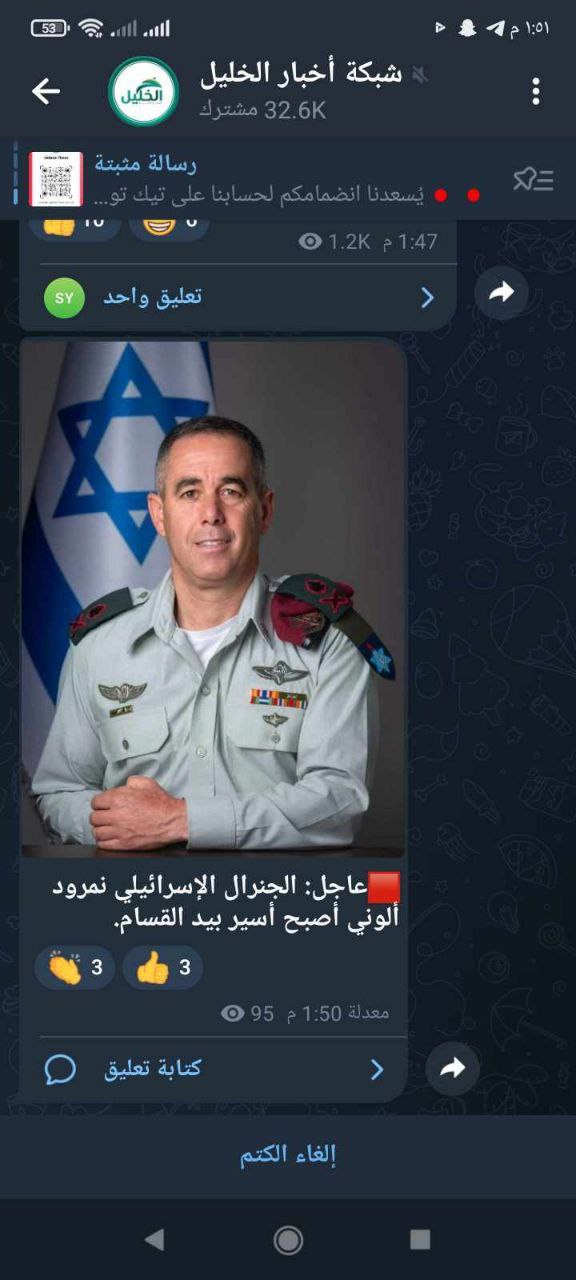 53
١:٥١ م
شبكة أخبار الخليل
32.6K مشترك
الخليل
رسالة مثبتة
يُسعدنا انضمامكم لحسابنا على تيك تو...
10
6
1.2K 1:47 م
SY
تعليق واحد
🟥عاجل: الجنرال الإسرائيلي نمرود
ألوني أصبح أسير بيد القسام.
3
3
95 معدلة 1:50 م
كتابة تعليق
إلغاء الكتم